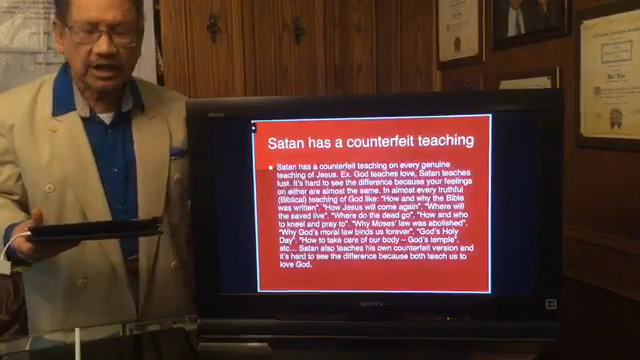 Satan has a counterfeit teaching
Satan has a counterfeit teaching on every genuine
teaching of Jesus. Ex. God teaches love, Satan teaches
lust. It's hard to see the difference because your feelings
on either are almost the same. In almost every truthful
(Biblical) teaching of God like: "How and why the Bible
was written". "How Jesus will come again". "Where will
the saved live". "Where do the dead go". "How and who
to kneel and pray to". "Why Moses' law was abolished".
"Why God's moral law binds us forever". "God's Holy
Day". "How to take care of our body – God's temple",
etc... Satan also teaches his own counterfeit version and
it's hard to see the difference because both teach us to
love God.
SONY